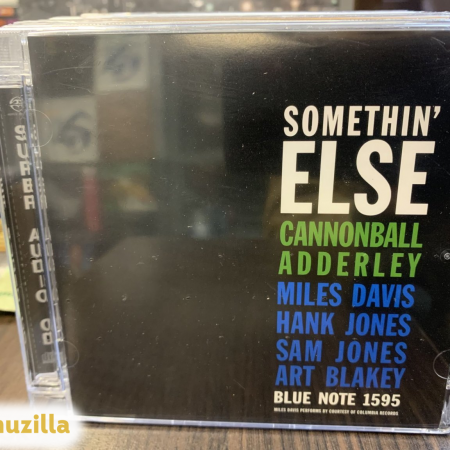 SUPER AUDIO CD
SOMETHIN'
ELSE
CANNONBALL
ADDERLEY
MILES DAVIS
HANK JONES
SAM JONES
ART BLAKEY
BLUE NOTE 1595
MILES DAVIS PERFORMS BY COURTESY OF COLUMBIA RECORDS
uzilla